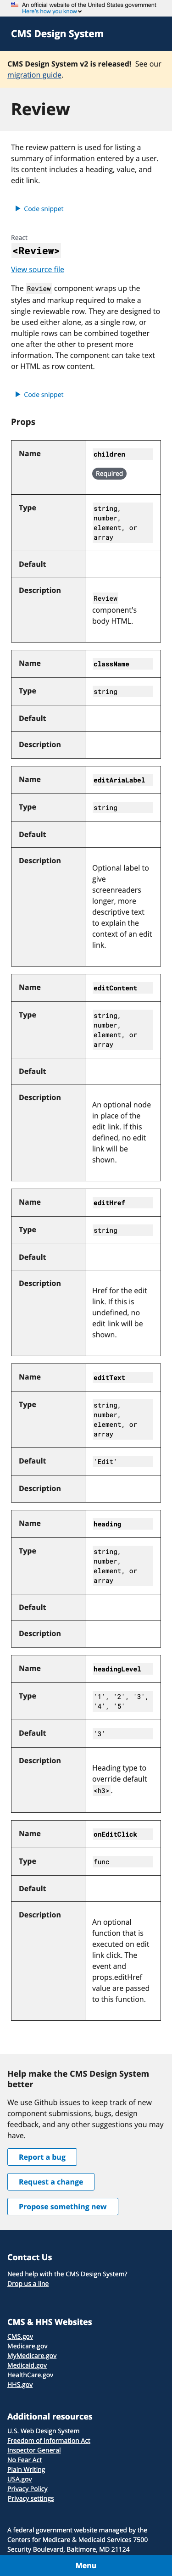 An official website of the United States government
Here's how you know
CMS Design System
CMS Design System v2 is released! See our
migration guide.
Review
The review pattern is used for listing a
summary of information entered by a user.
Its content includes a heading, value, and
edit link.
Code snippet
React
<Review>
View source file
The Review component wraps up the
styles and markup required to make a
single reviewable row. They are designed to
be used either alone, as a single row, or
multiple rows can be combined together
one after the other to present more
information. The component can take text
or HTML as row content.
Code snippet
Props
Name
children
Required
Type
string,
number,
element, or
array
Default
Description
Review
component's
body HTML.
Name
className
Type
string
Default
Description
Name
editAriaLabel
Type
string
Default
Description
Optional label to
give
screenreaders
longer, more
descriptive text
to explain the
context of an edit
link.
Name
editContent
Type
string,
number,
element, or
array
Default
Description
An optional node
in place of the
edit link. If this
defined, no edit
link will be
shown.
Name
editHref
Type
string
Default
Description
Href for the edit
link. If this is
undefined, no
edit link will be
shown.
Name
editText
Type
string,
number,
element, or
array
Default
'Edit'
Description
Name
heading
Type
string,
number,
element, or
array
Default
Description
Name
headingLevel
Type
'1', '2', '3',
'4', '5'
Default
'3'
Description
Heading type to
override default
<h3>.
Name
onEditClick
Type
func
Default
Description
An optional
function that is
executed on edit
link click. The
event and
props.editHref
value are passed
to this function.
Help make the CMS Design System
better
We use Github issues to keep track of new
component submissions, bugs, design
feedback, and any other suggestions you may
have.
Report a bug
Request a change
Propose something new
Contact Us
Need help with the CMS Design System?
Drop us a line
CMS & HHS Websites
CMS.gov
Medicare.gov
MyMedicare.gov
Medicaid.gov
HealthCare.gov
HHS.gov
Additional resources
U.S. Web Design System
Freedom of Information Act
Inspector General
No Fear Act
Plain Writing
USA.gov
Privacy Policy
Privacy settings
A federal government website managed by the
Centers for Medicare & Medicaid Services 7500
Security Boulevard, Baltimore, MD 21124
Menu